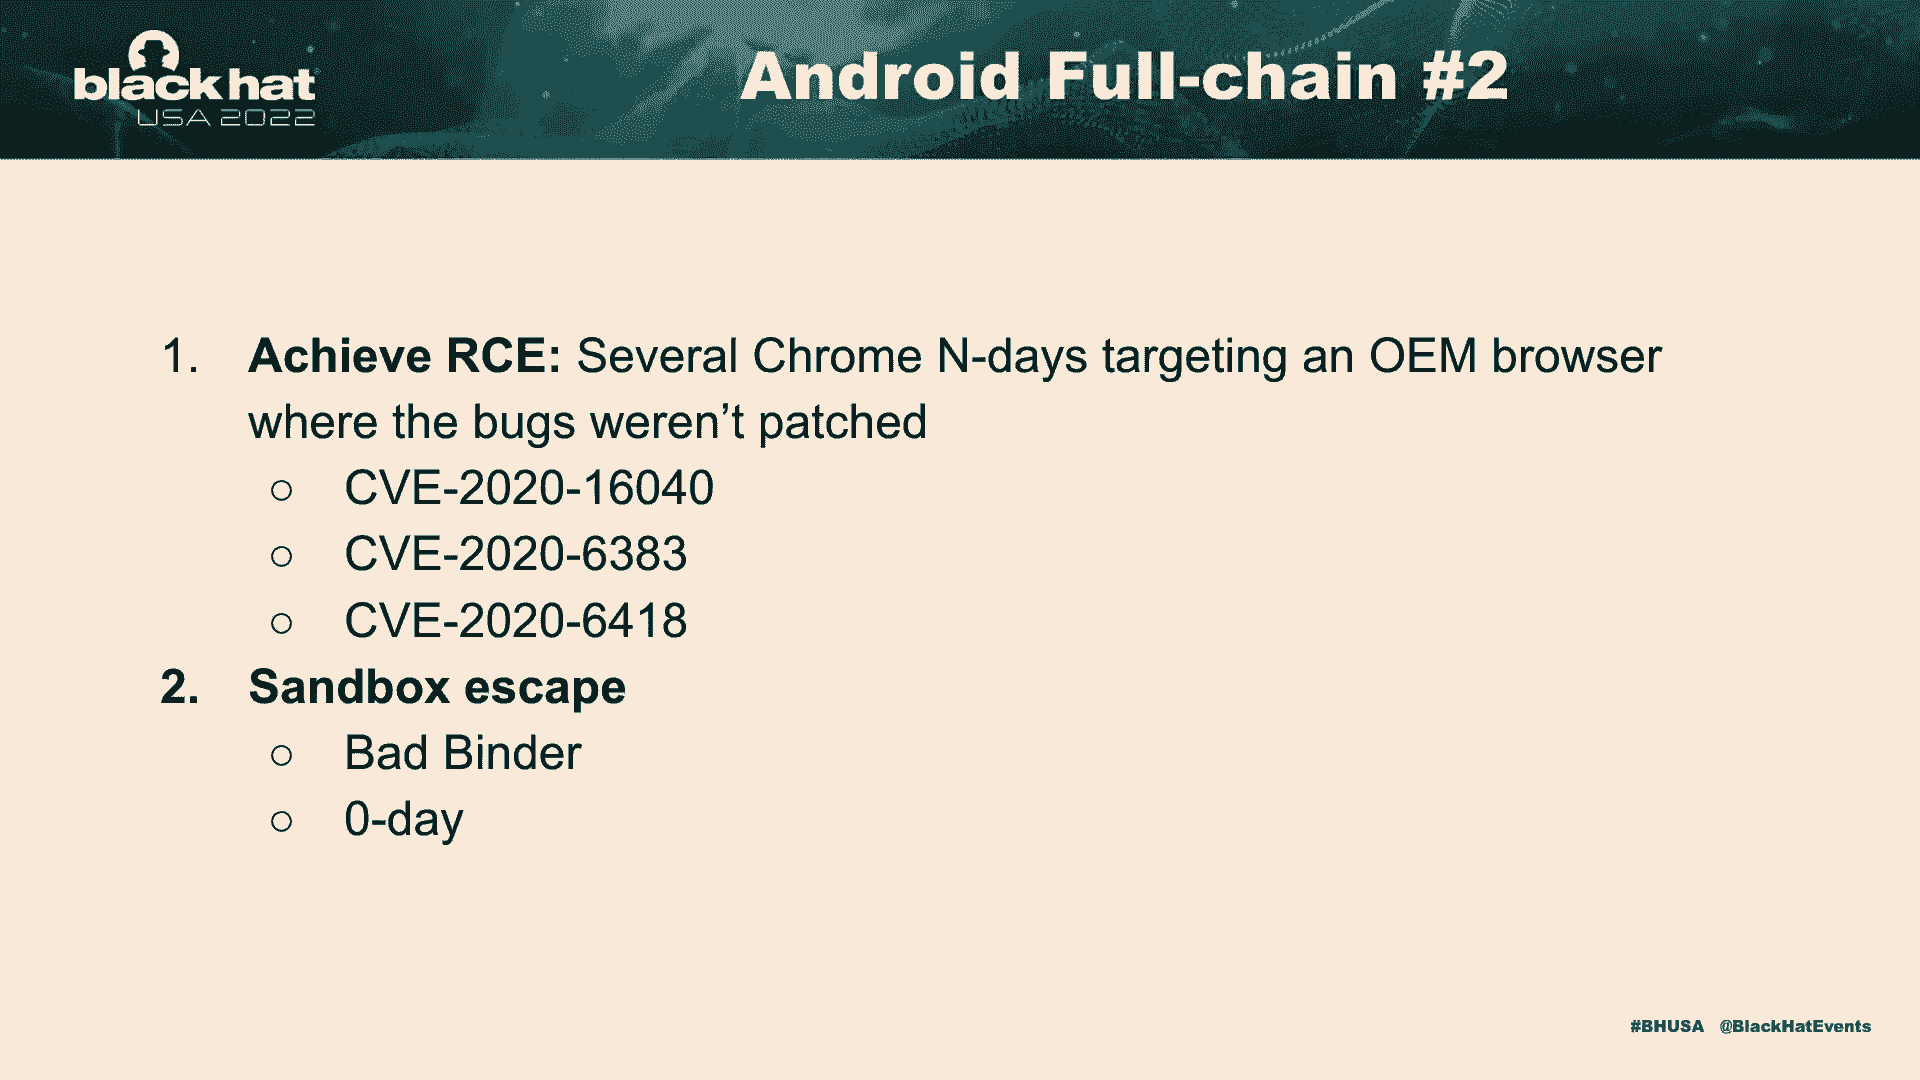 black hat
USA 2022
Android Full-chain #2
1. Achieve RCE: Several Chrome N-days targeting an OEM browser
where the bugs weren’t patched
○ CVE-2020-16040
○ CVE-2020-6383
○ CVE-2020-6418
2. Sandbox escape
○ Bad Binder
○ 0-day
#BHUSA @BlackHatEvents